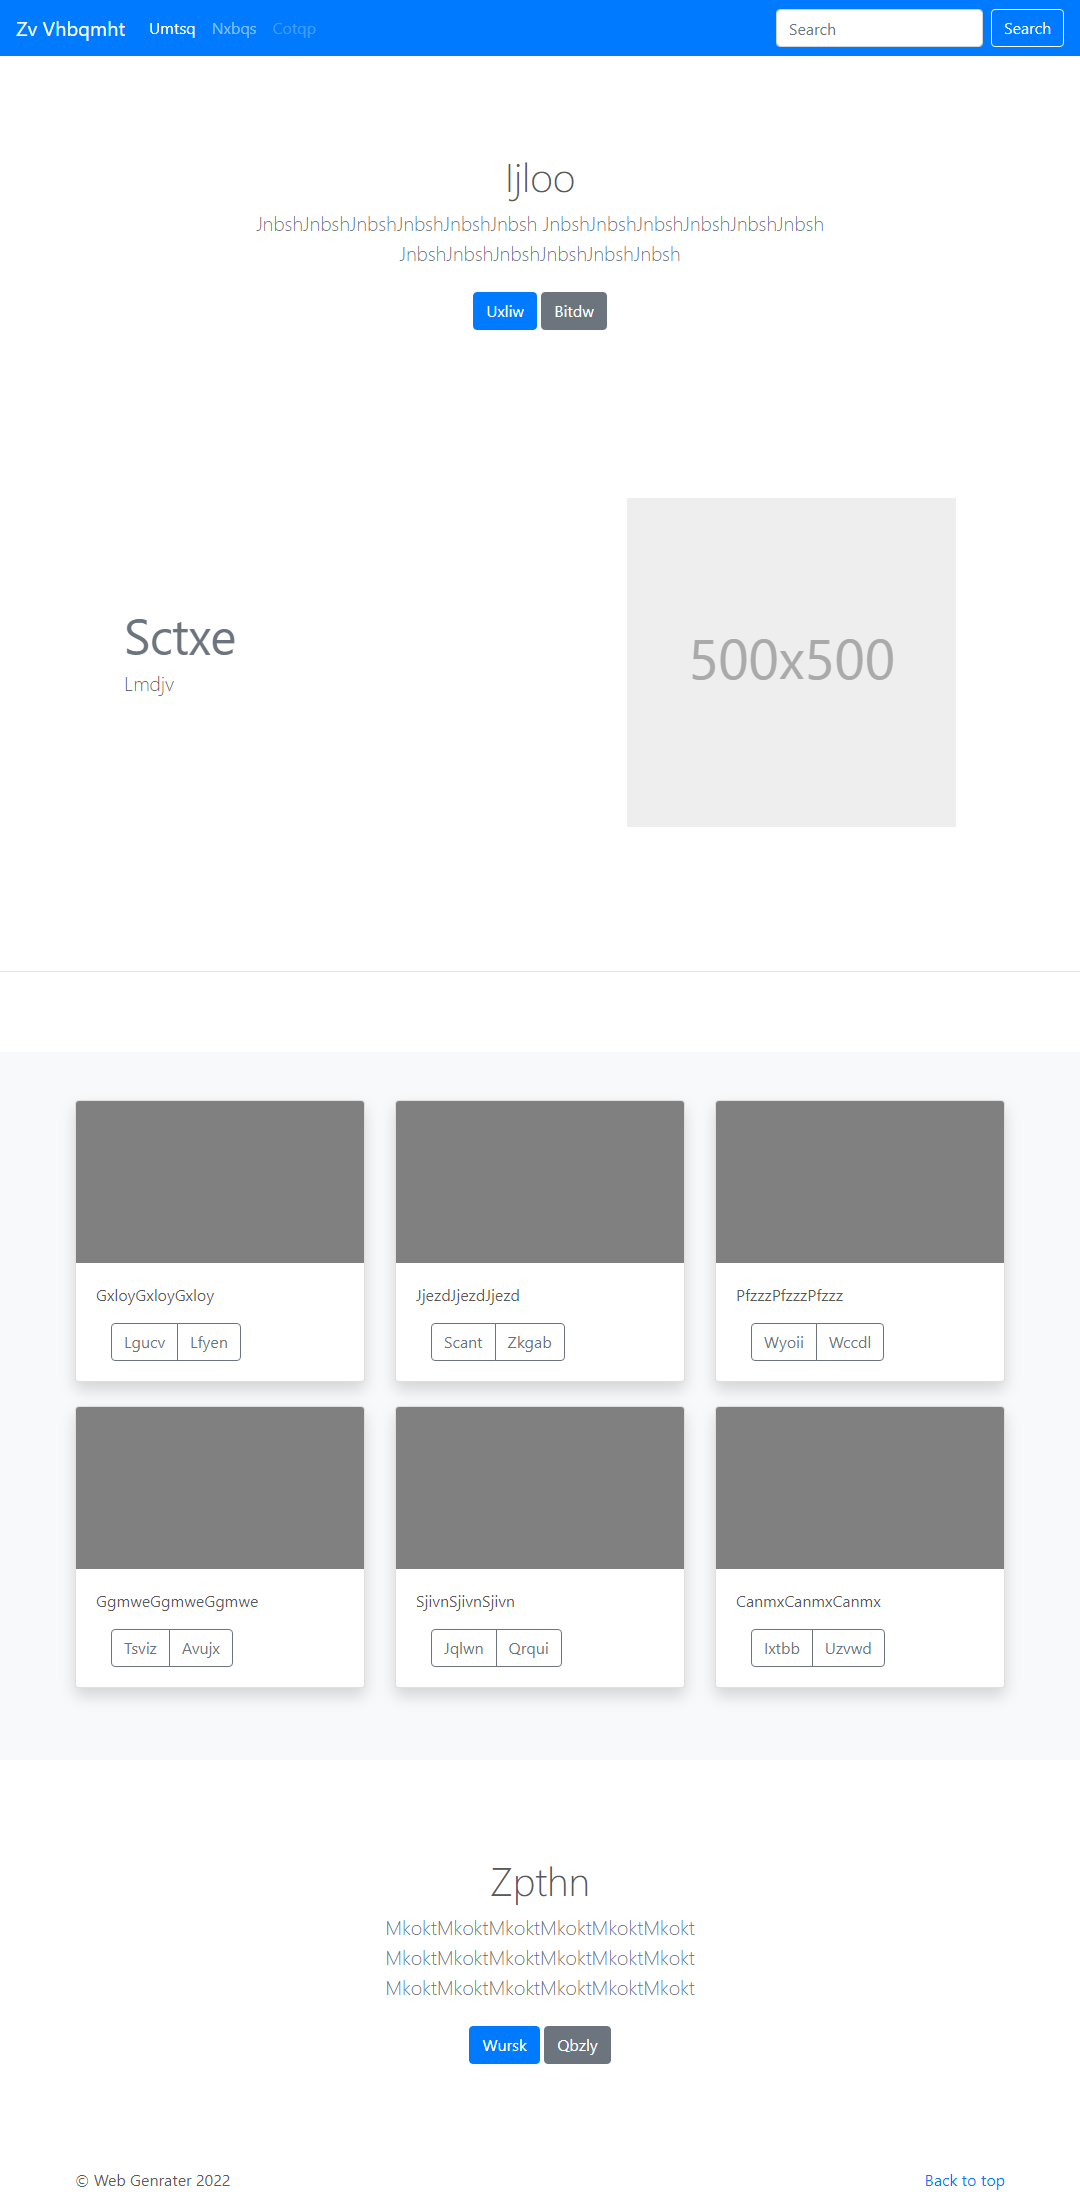 Zv Vhbqmht Umtsq Nxbqs Cotqp Search Search
Ijloo
JnbshJnbshJnbshJnbshJnbshJnbsh JnbshJnbshJnbshJnbshJnbshJnbsh
JnbshJnbshJnbshJnbshJnbshJnbsh
Uxliw Bitdw
Sctxe
Lmdjv
500x500
GxloyGxloyGxloy
Lgucv Lfyen
JjezdJjezdJjezd
Scant Zkgab
PfzzzPfzzzPfzzz
Wyoii Wccdl
GgmweGgmweGgmwe
Tsviz Avujx
SjivnSjivnSjivn
Jqlwn Qrqui
CanmxCanmxCanmx
Ixtbb Uzvwd
Zpthn
MkoktMkoktMkoktMkoktMkoktMkokt
MkoktMkoktMkoktMkoktMkoktMkokt
MkoktMkoktMkoktMkoktMkoktMkokt
Wursk Qbzly
© Web Genrater 2022 Back to top